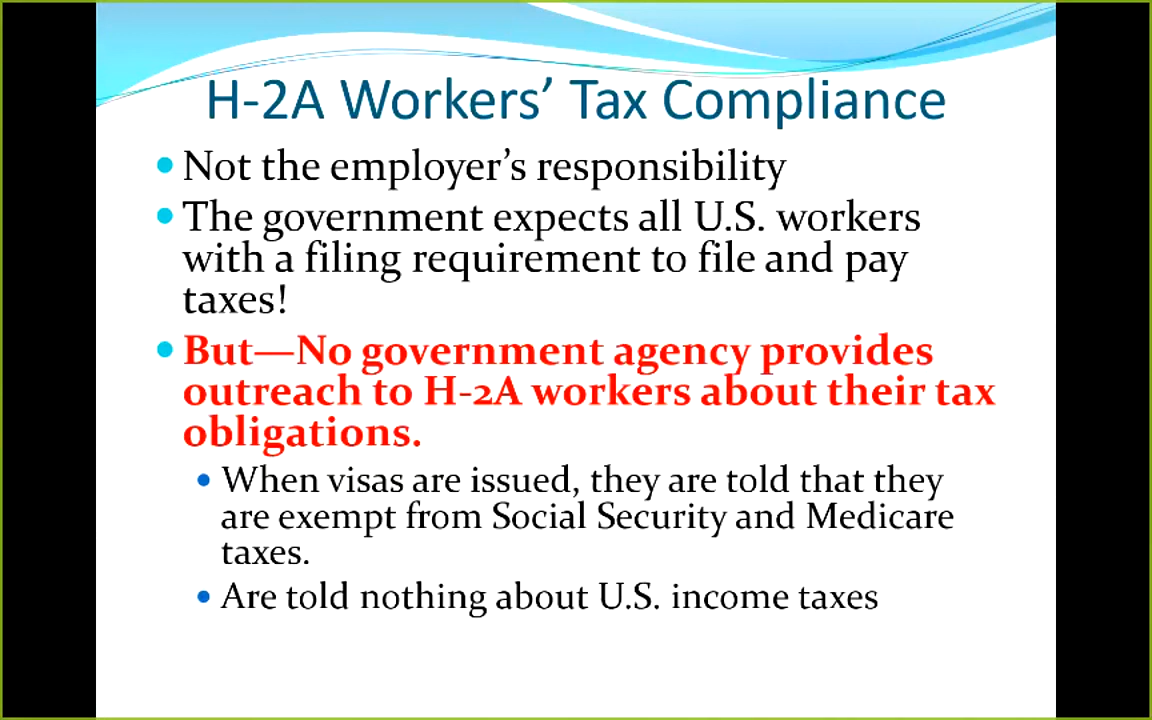 H-2A Workers’ Tax Compliance
• Not the employer’s responsibility
• The government expects all U.S. workers
with a filing requirement to file and pay
taxes!
• But—No government agency provides
outreach to H-2A workers about their tax
obligations.
• When visas are issued, they are told that they
are exempt from Social Security and Medicare
taxes.
• Are told nothing about U.S. income taxes